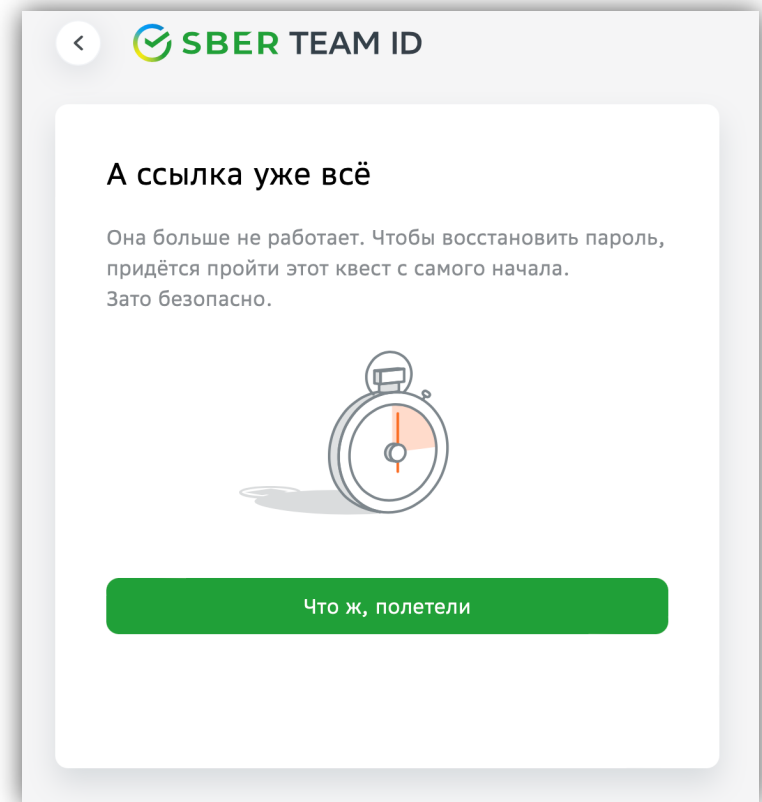 SBER TEAM ID
А ссылка уже всё
Она больше не работает. Чтобы восстановить пароль,
придётся пройти этот квест с самого начала.
Зато безопасно.
Что ж, полетели